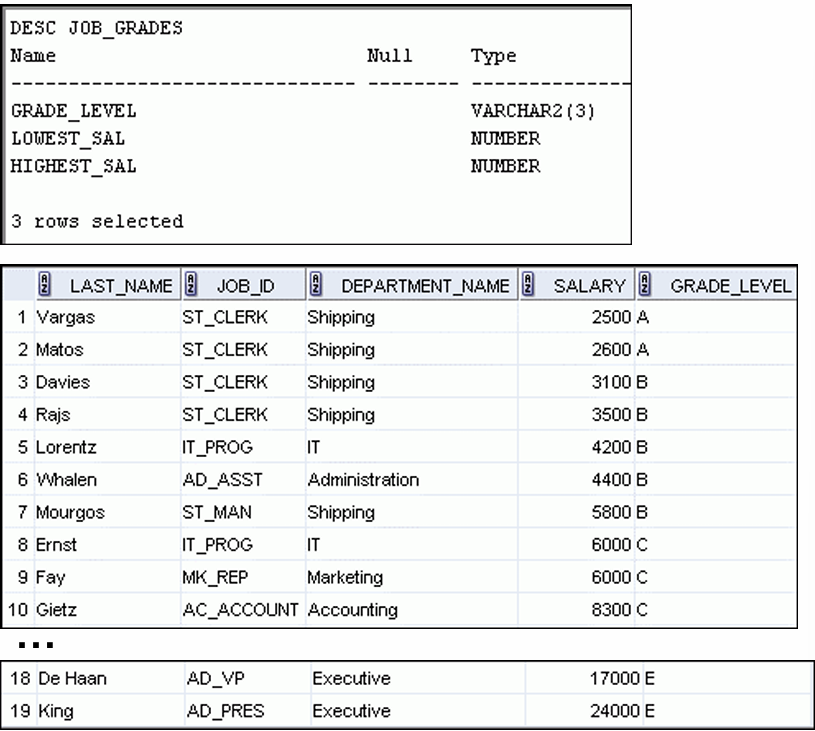 DESC JOB_GRADES
Name Null Type
------------------------------ -------- ---------------
GRADE_LEVEL VARCHAR2(3)
LOWEST_SAL NUMBER
HIGHEST_SAL NUMBER
3 rows selected
LAST_NAME JOB_ID DEPARTMENT_NAME SALARY GRADE_LEVEL
1 Vargas ST_CLERK Shipping 2500 A
2 Matos ST_CLERK Shipping 2600 A
3 Davies ST_CLERK Shipping 3100 B
4 Rajs ST_CLERK Shipping 3500 B
5 Lorentz IT_PROG IT 4200 B
6 Whalen AD_ASST Administration 4400 B
7 Mourgos ST_MAN Shipping 5800 B
8 Ernst IT_PROG IT 6000 C
9 Fay MK_REP Marketing 6000 C
10 Gietz AC_ACCOUNT Accounting 8300 C
...
18 De Haan AD_VP Executive 17000 E
19 King AD_PRES Executive 24000 E